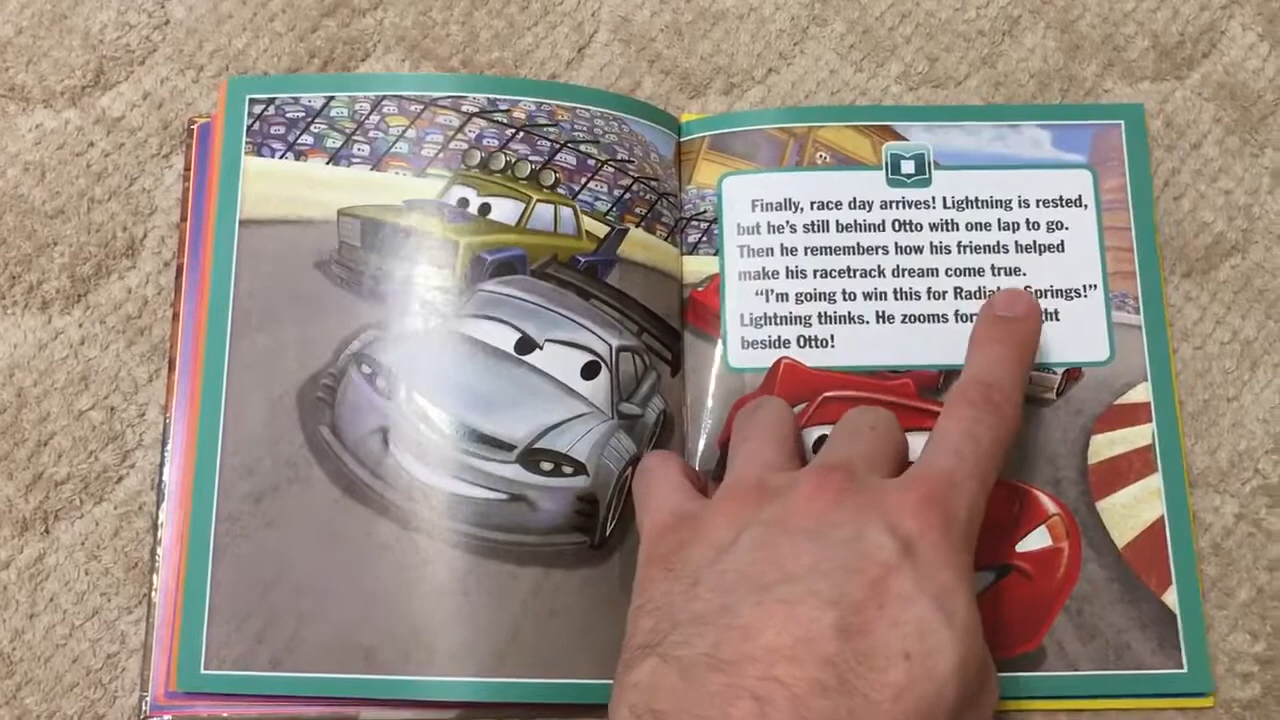 Finally, race day arrives! Lightning is rested,
but he's still behind Otto with one lap to go.
Then he remembers how his friends helped
make his racetrack dream come true.
"I'm going to win this for Springs!"
Lightning thinks. He zooms
beside Otto!